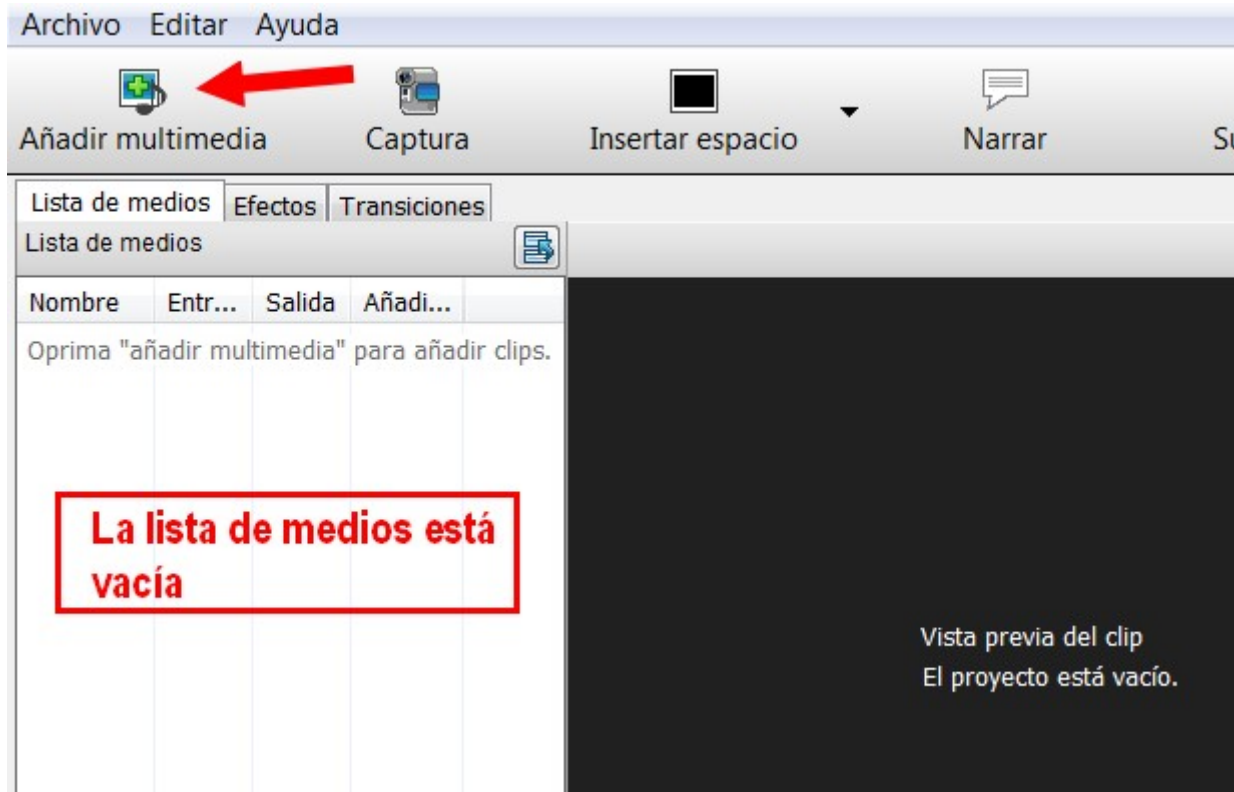 Archivo Editar Ayuda
Añadir multimedia Captura Insertar espacio Narrar
Lista de medios Efectos Transiciones
Lista de medios
Nombre Entr... Salida Añadi...
Oprima "añadir multimedia" para añadir clips.
La lista de medios está
vacía
Vista previa del clip
El proyecto está vacío.